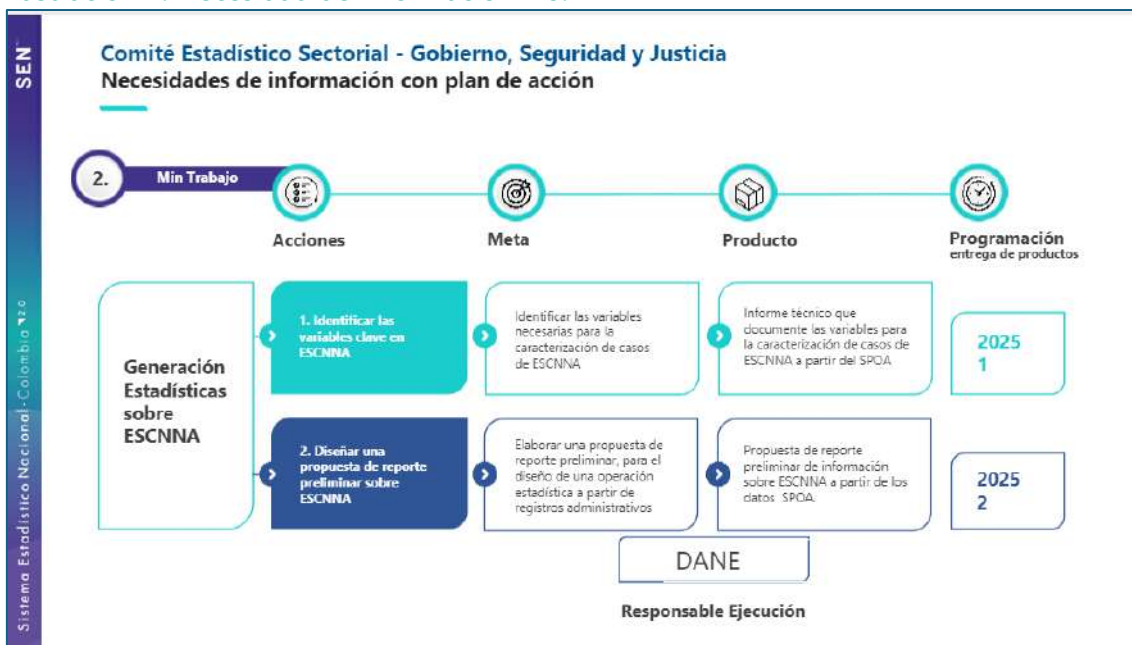 SEN
Comité Estadístico Sectorial - Gobierno, Seguridad y Justicia
Necesidades de información con plan de acción
2.
Min Trabajo
Acciones
Meta
Producto
Programación
entrega de productos
Generación
Estadísticas
sobre
ESCNNA
1. Identificar las
variables clave en
ESCNNA
Identificar las variables
necesarias para la
caracterización de casos
de ESCNNA
Informe técnico que
documente las variables para
la caracterización de casos de
ESCNNA a partir del SPOA
2025
1
2. Diseñar una
propuesta de reporte
preliminar sobre
ESCNNA
Elaborar una propuesta de
reporte preliminar, para el
diseño de una operación
estadística a partir de
registros administrativos
Propuesta de reporte
preliminar de información
sobre ESCNNA a partir de los
datos SPOA.
2025
2
DANE
Responsable Ejecución
Sistema Estadístico Nacional - Colombia